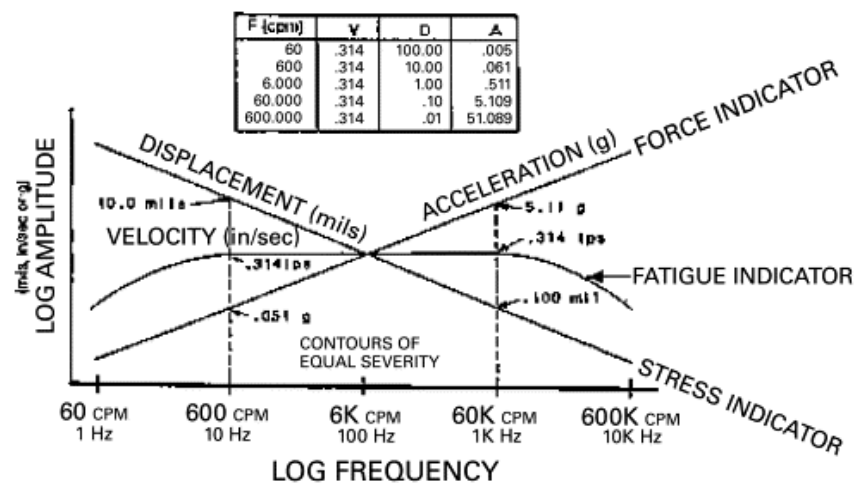 F (cpm) V D A
60 .314 100.00 .005
600 .314 10.00 .061
6.000 .314 1.00 .511
60.000 .314 .10 5.109
600.000 .314 .01 51.089
DISPLACEMENT (mils)
ACCELERATION (g)
FORCE INDICATOR
10.0 mils
5.11 g
VELOCITY (in/sec)
.314 ips
.314 ips
FATIGUE INDICATOR
.051 g
.100 mil
CONTOURS OF
EQUAL SEVERITY
STRESS INDICATOR
LOG AMPLITUDE
(mils, in/sec or g)
60 CPM 600 CPM 6K CPM 60K CPM 600K CPM
1 Hz 10 Hz 100 Hz 1K Hz 10K Hz
LOG FREQUENCY